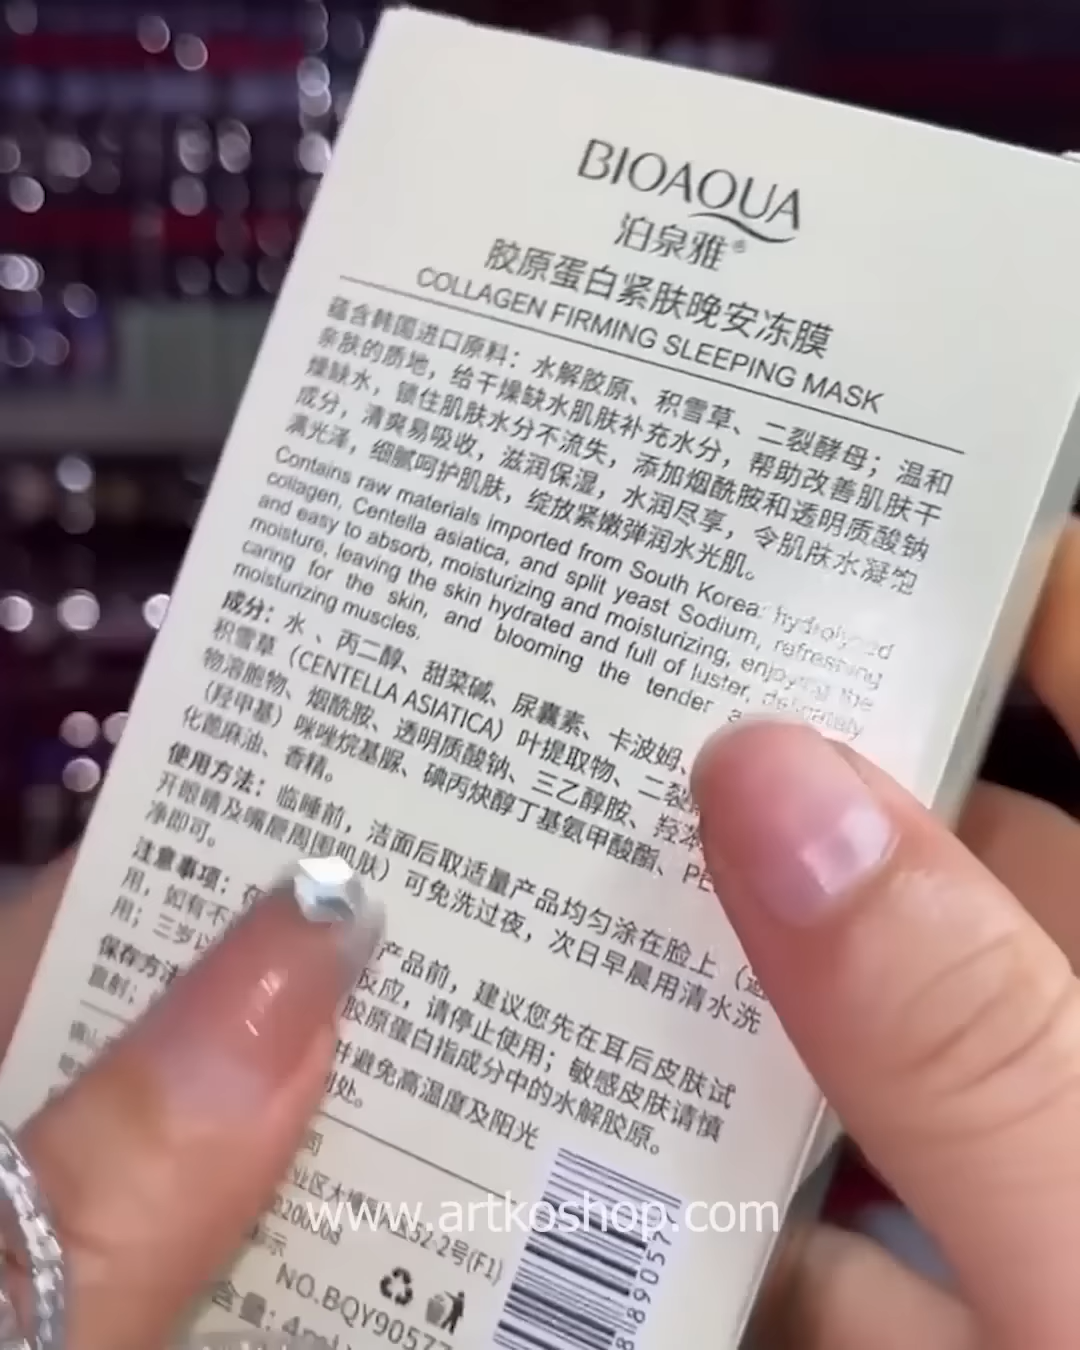 BIOAQUA
泊泉雅®
胶原蛋白紧肤晚安冻膜
COLLAGEN FIRMING SLEEPING MASK
蕴含韩国进口原料：水解胶原、积雪草、二裂酵母；温和
亲肤的质地，给干燥缺水肌肤补充水分，帮助改善肌肤干
燥缺水，锁住肌肤水分不流失，添加烟酰胺和透明质酸钠
成分，清爽易吸收，滋润保湿，水润尽享，令肌肤水凝饱
满光泽，细腻呵护肌肤，绽放紧嫩弹润水光肌。
Contains raw materials imported from South Korea: hydrolyzed
collagen, Centella asiatica, and split yeast Sodium, refreshing
and easy to absorb, moisturizing and moisturizing, enjoying the
moisture, leaving the skin hydrated and full of luster, delicately
caring for the skin, and blooming the tender
moisturizing muscles.
成分：水、丙二醇、甜菜碱、尿囊素、卡波姆、
积雪草（CENTELLA ASIATICA）叶提取物、二裂
物溶胞物、烟酰胺、透明质酸钠、三乙醇胺、羟苯
（羟甲基）咪唑烷基脲、碘丙炔醇丁基氨甲酸酯、PE
化蓖麻油、香精。
使用方法：临睡前，洁面后取适量产品均匀涂在脸上（避
开眼睛及嘴唇周围肌肤）可免洗过夜，次日早晨用清水洗
净即可。
注意事项：在 产品前，建议您先在耳后皮肤试
用，如有不 反应，请停止使用；敏感皮肤请慎
用；三岁以 胶原蛋白指成分中的水解胶原。
保存方法 并避免高温度及阳光
直射； 处。
司
业区大 52-2号(F1)
220008
示
NO.BQY90577
含量: 4ml
889057
www.artkoshop.com